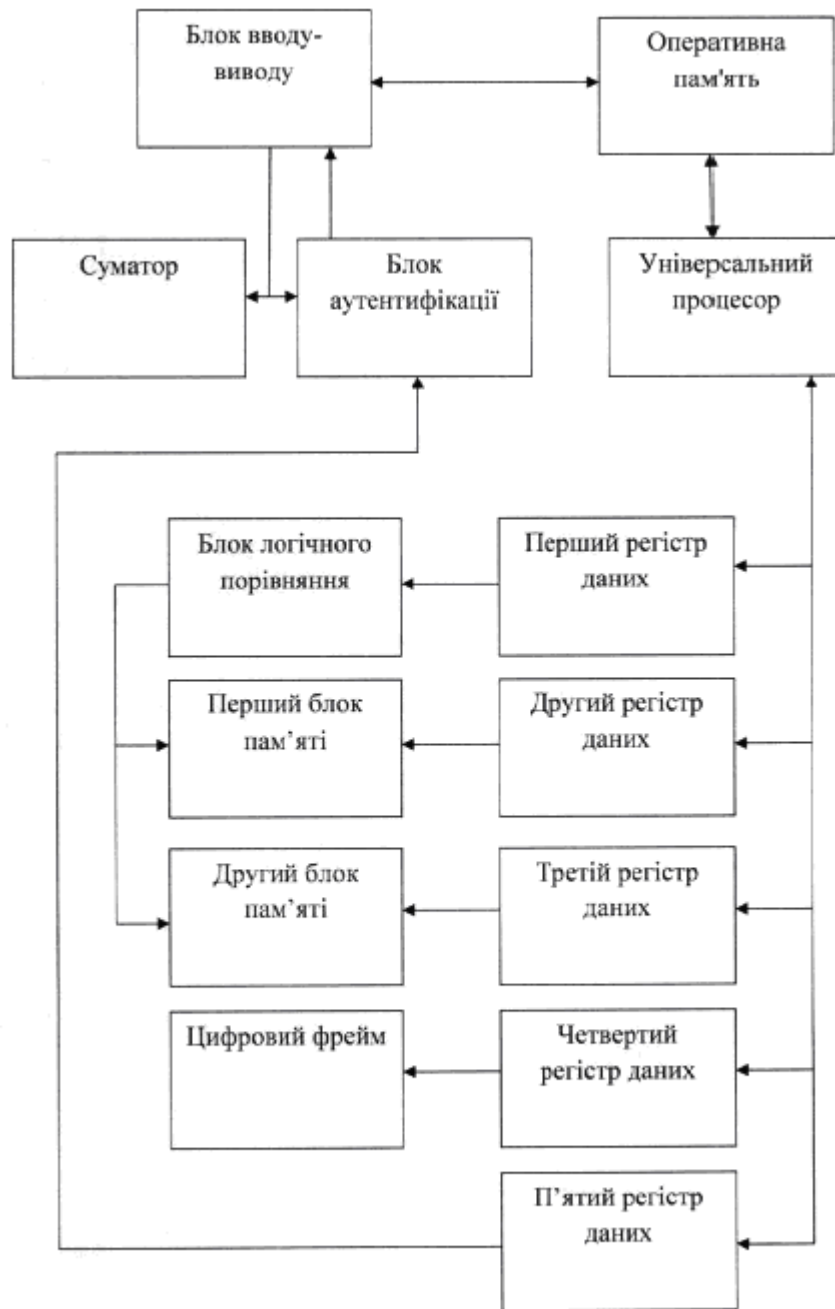 Блок вводу-
виводу
Оперативна
пам'ять
Суматор
Блок
аутентифікації
Універсальний
процесор
Блок логічного
порівняння
Перший регістр
даних
Перший блок
пам’яті
Другий регістр
даних
Другий блок
пам’яті
Третій регістр
даних
Цифровий фрейм
Четвертий
регістр даних
П’ятий регістр
даних